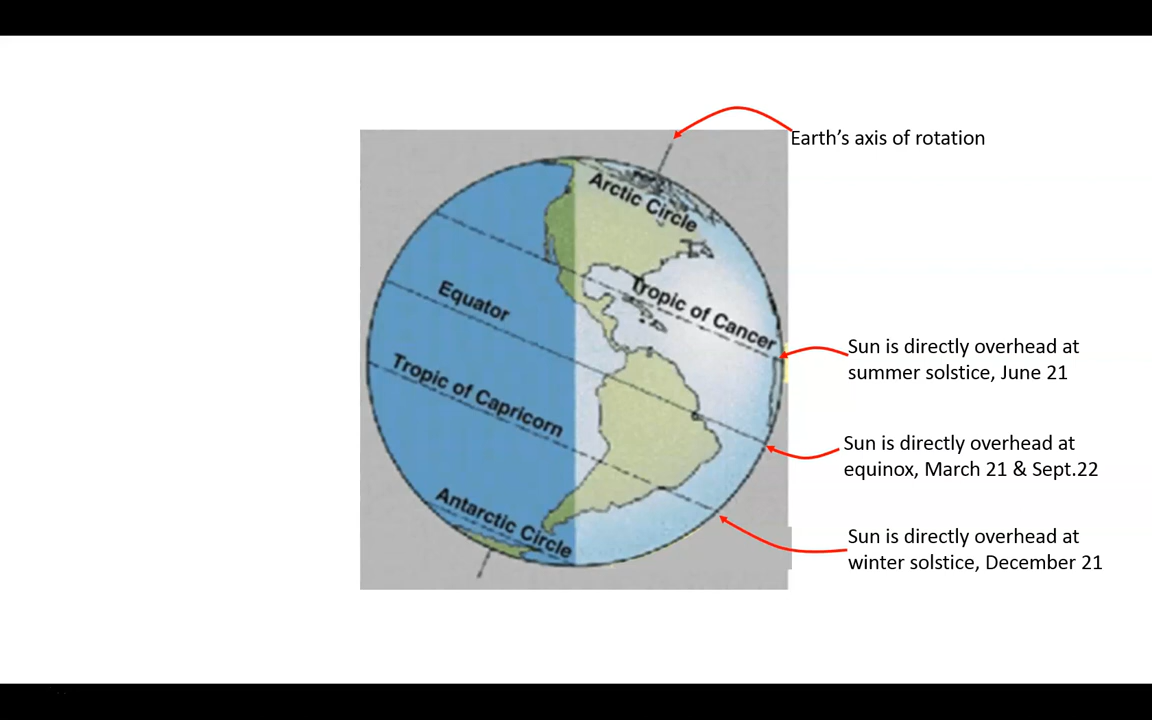 Earth's axis of rotation
Arctic Circle
Tropic of Cancer
Equator
Tropic of Capricorn
Antarctic Circle
Sun is directly overhead at
summer solstice, June 21
Sun is directly overhead at
equinox, March 21 & Sept.22
Sun is directly overhead at
winter solstice, December 21